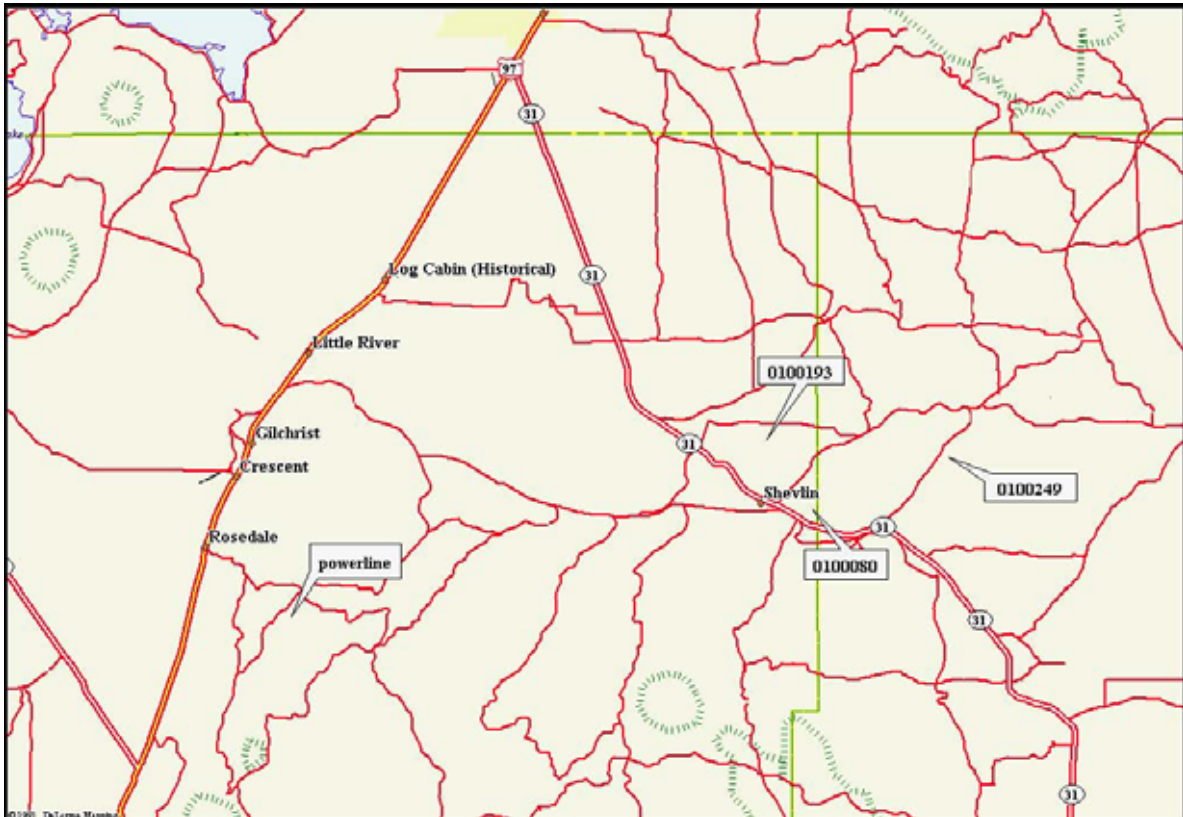 97
31
Log Cabin (Historical)
31
Little River
0100193
Gilchrist
31
Crescent
0100249
Shevlin
31
Rosedale
powerline
0100080
31
31